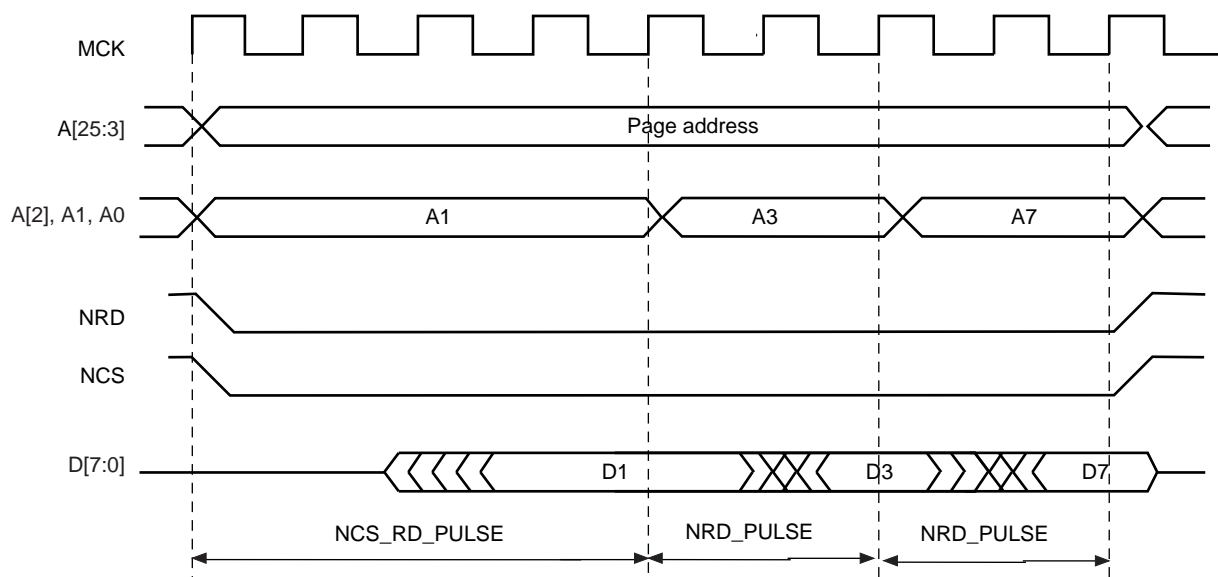 MCK
A[25:3]
Page address
A[2], A1, A0
A1
A3
A7
NRD
NCS
D[7:0]
D1
D3
D7
NCS_RD_PULSE
NRD_PULSE
NRD_PULSE